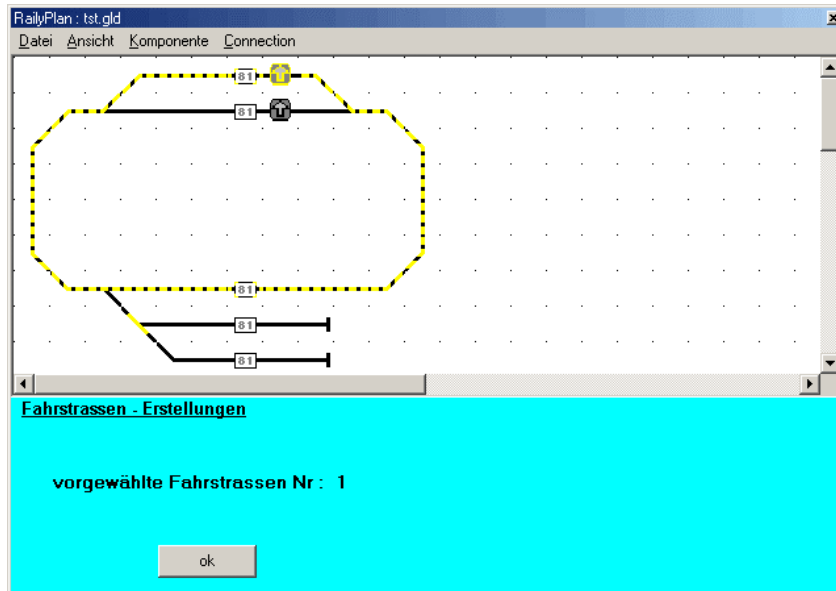 RailyPlan : tst.gld
Datei Ansicht Komponente Connection
81
81
81
81
81
Fahrstrassen - Erstellungen
vorgewählte Fahrstrassen Nr : 1
ok